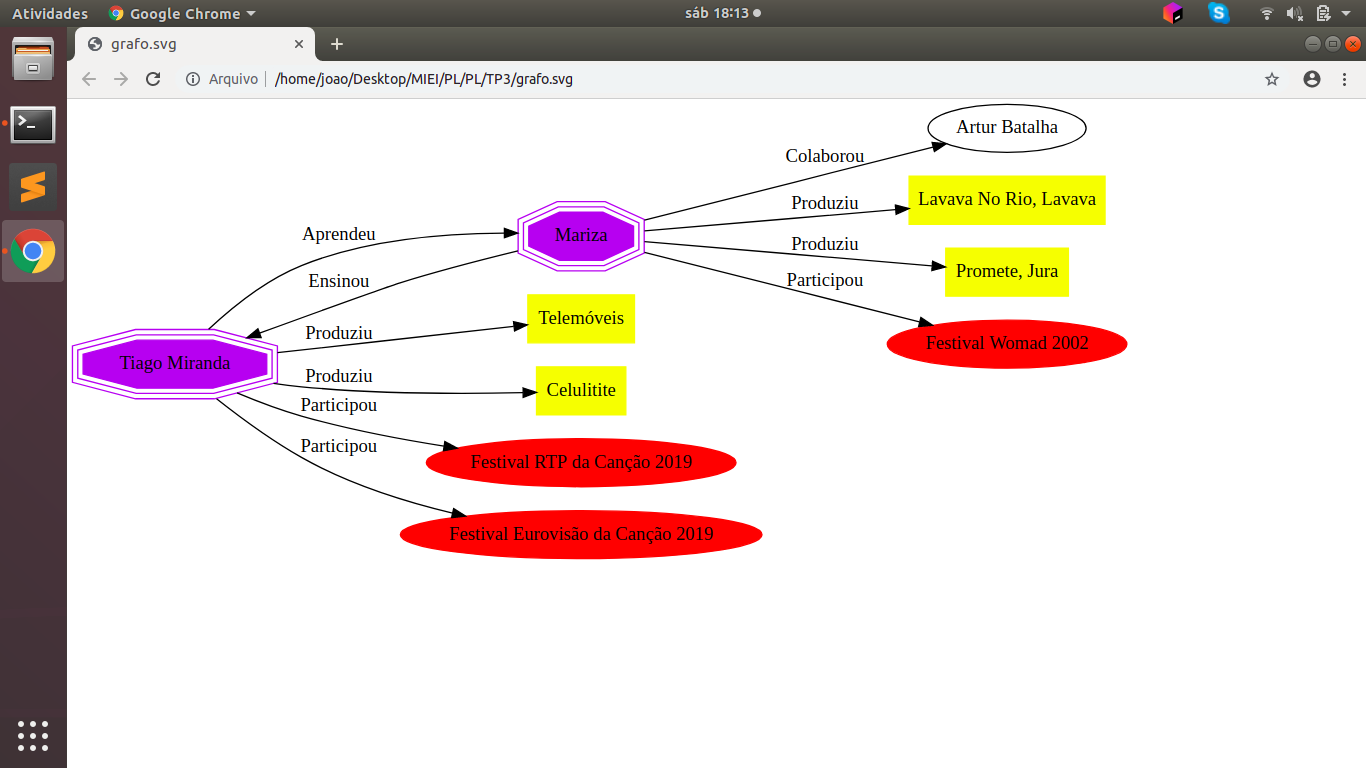 Atividades
Google Chrome
sáb 18:13
grafo.svg
Arquivo
/home/joao/Desktop/MIEI/PL/PL/TP3/grafo.svg
Artur Batalha
Colaborou
Lavava No Rio, Lavava
Produziu
Aprendeu
Mariza
Produziu
Promete, Jura
Ensinou
Participou
Telemóveis
Produziu
Festival Womad 2002
Tiago Miranda
Produziu
Celulitite
Participou
Participou
Festival RTP da Canção 2019
Festival Eurovisão da Canção 2019